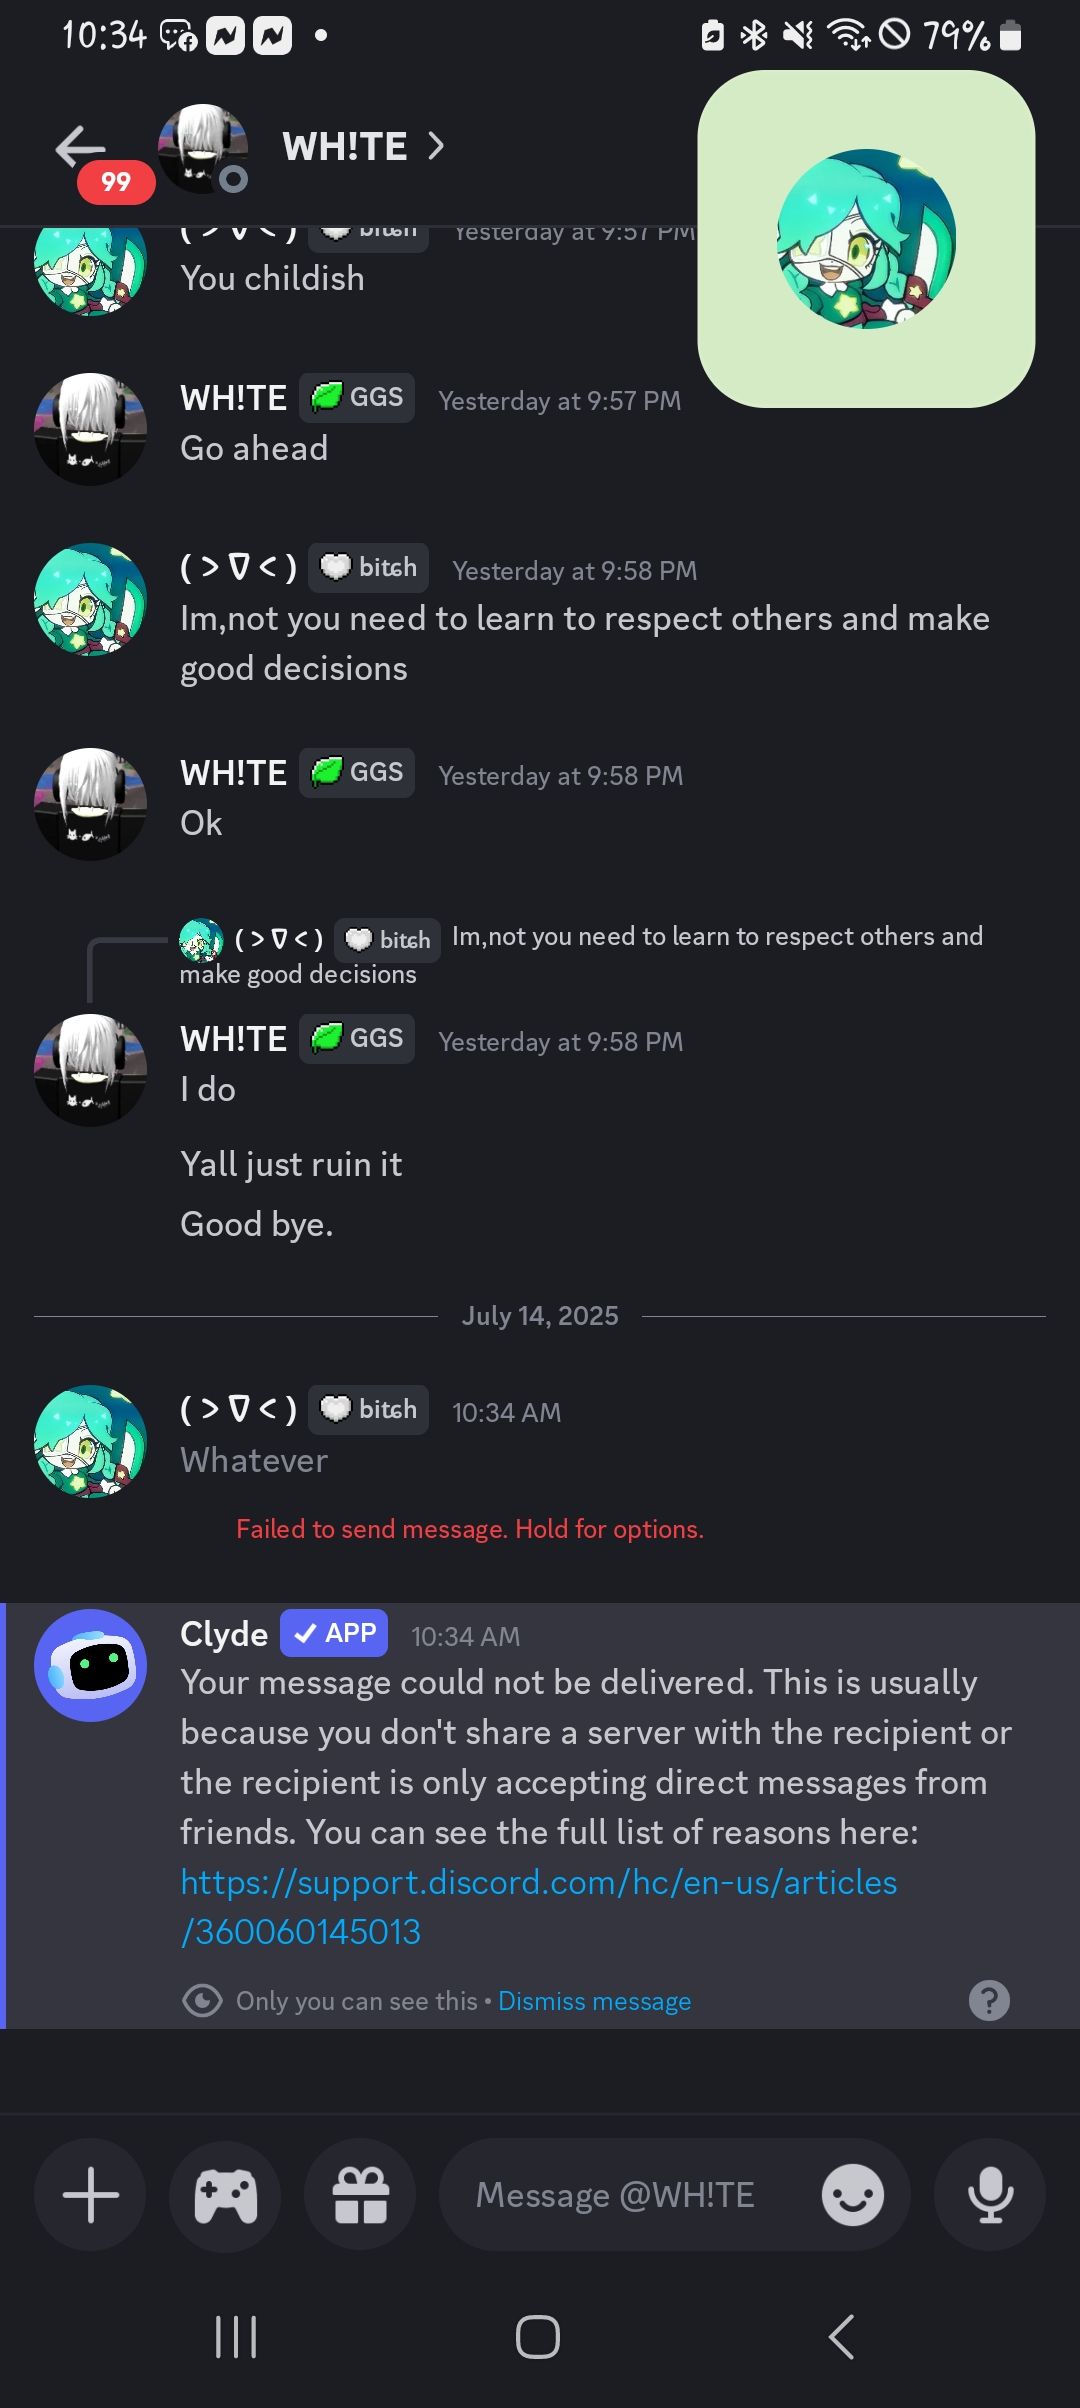 10:34
79%
99
WH!TE
( > ∇ < ) bitch Yesterday at 9:57 PM
You childish
WH!TE GGS Yesterday at 9:57 PM
Go ahead
( > ∇ < ) bitch Yesterday at 9:58 PM
Im,not you need to learn to respect others and make
good decisions
WH!TE GGS Yesterday at 9:58 PM
Ok
( > ∇ < ) bitch Im,not you need to learn to respect others and
make good decisions
WH!TE GGS Yesterday at 9:58 PM
I do
Yall just ruin it
Good bye.
July 14, 2025
( > ∇ < ) bitch 10:34 AM
Whatever
Failed to send message. Hold for options.
Clyde ✓ APP 10:34 AM
Your message could not be delivered. This is usually
because you don't share a server with the recipient or
the recipient is only accepting direct messages from
friends. You can see the full list of reasons here:
https://support.discord.com/hc/en-us/articles
/360060145013
Only you can see this • Dismiss message
?
Message @WH!TE